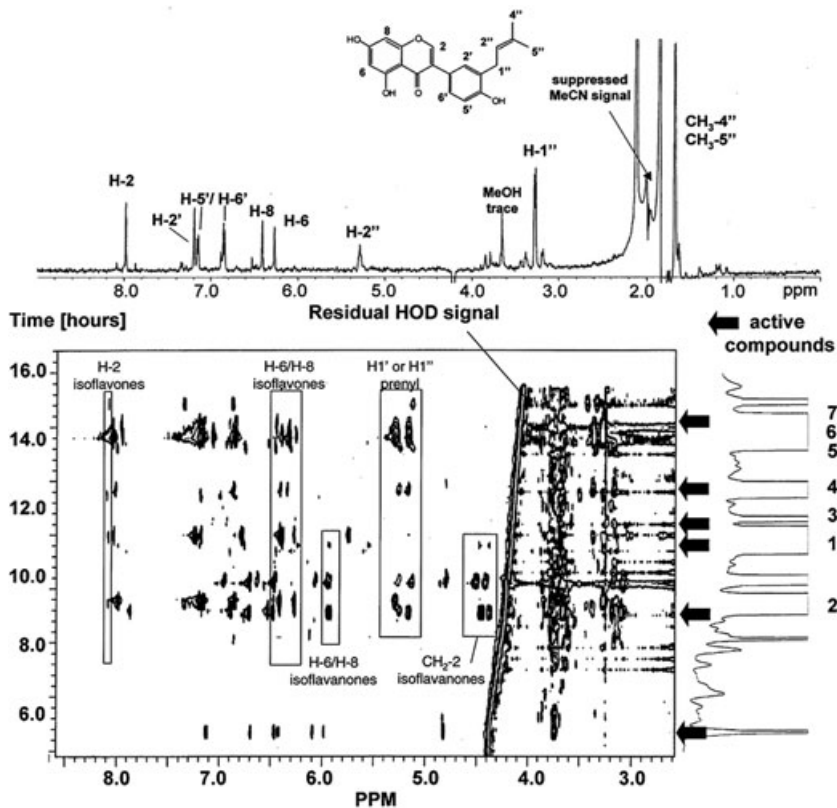 4''
8
2
2''
HO
O
5''
2'
1''
6
OH
O
6'
5'
OH
suppressed
MeCN signal
CH₃-4''
CH₃-5''
H-1''
H-2
H-5'/ H-6'
MeOH
trace
H-2'
H-8
H-6
H-2''
8.0 7.0 6.0 5.0 4.0 3.0 2.0 1.0 ppm
Residual HOD signal
Time [hours]
active
compounds
H-2
isoflavones
H-6/H-8
isoflavones
H1' or H1''
prenyl
16.0
14.0
12.0
10.0
8.0
6.0
7
6
5
4
3
1
2
H-6/H-8
isoflavanones
CH₂-2
isoflavanones
8.0 7.0 6.0 5.0 4.0 3.0
PPM